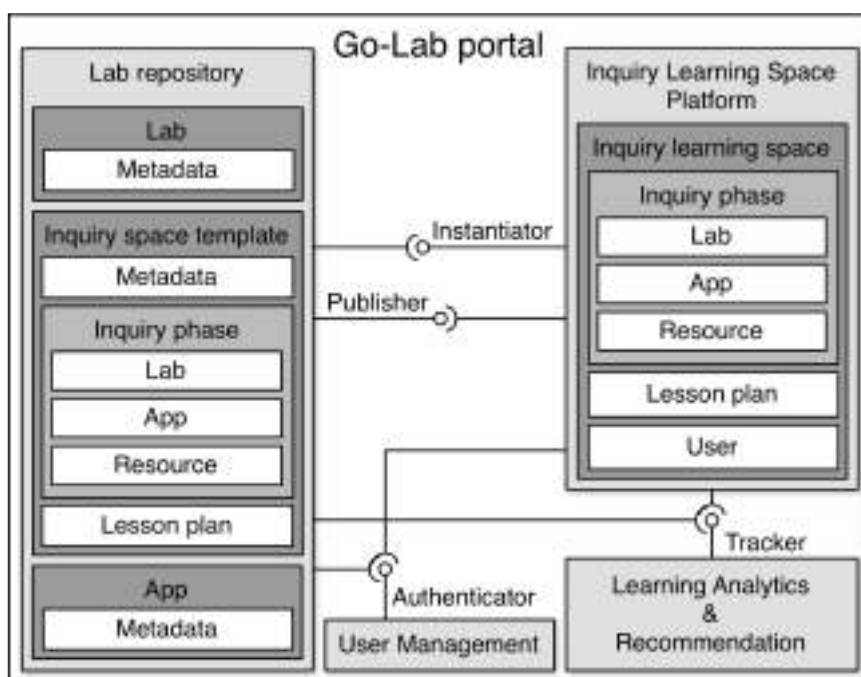 Go-Lab portal
Lab repository
Lab
Metadata
Inquiry space template
Metadata
Inquiry phase
Lab
App
Resource
Lesson plan
App
Metadata
Instantiator
Publisher
Authenticator
User Management
Inquiry Learning Space
Platform
Inquiry learning space
Inquiry phase
Lab
App
Resource
Lesson plan
User
Tracker
Learning Analytics
&
Recommendation